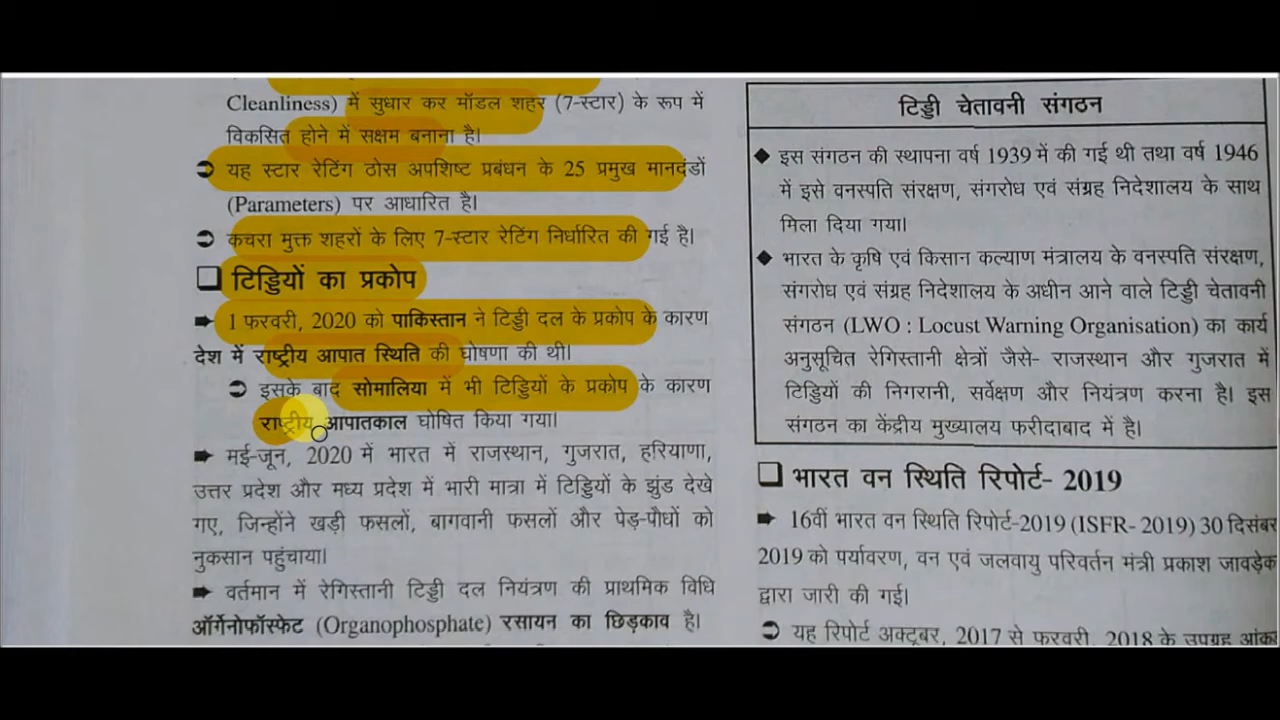 Cleanliness) में सुधार कर मॉडल शहर (7-स्टार) के रूप में
विकसित होने में सक्षम बनाना है।
यह स्टार रेटिंग ठोस अपशिष्ट प्रबंधन के 25 प्रमुख मानदंडों
(Parameters) पर आधारित है।
कचरा मुक्त शहरों के लिए 7-स्टार रेटिंग निर्धारित की गई है।
टिड्डियों का प्रकोप
1 फरवरी, 2020 को पाकिस्तान ने टिड्डी दल के प्रकोप के कारण
देश में राष्ट्रीय आपात स्थिति की घोषणा की थी।
इसके बाद सोमालिया में भी टिड्डियों के प्रकोप के कारण
राष्ट्रीय आपातकाल घोषित किया गया।
मई-जून, 2020 में भारत में राजस्थान, गुजरात, हरियाणा,
उत्तर प्रदेश और मध्य प्रदेश में भारी मात्रा में टिड्डियों के झुंड देखे
गए, जिन्होंने खड़ी फसलों, बागवानी फसलों और पेड़-पौधों को
नुकसान पहुंचाया।
वर्तमान में रेगिस्तानी टिड्डी दल नियंत्रण की प्राथमिक विधि
ऑर्गेनोफॉस्फेट (Organophosphate) रसायन का छिड़काव है।
टिड्डी चेतावनी संगठन
इस संगठन की स्थापना वर्ष 1939 में की गई थी तथा वर्ष 1946
में इसे वनस्पति संरक्षण, संगरोध एवं संग्रह निदेशालय के साथ
मिला दिया गया।
भारत के कृषि एवं किसान कल्याण मंत्रालय के वनस्पति संरक्षण,
संगरोध एवं संग्रह निदेशालय के अधीन आने वाले टिड्डी चेतावनी
संगठन (LWO : Locust Warning Organisation) का कार्य
अनुसूचित रेगिस्तानी क्षेत्रों जैसे- राजस्थान और गुजरात में
टिड्डियों की निगरानी, सर्वेक्षण और नियंत्रण करना है। इस
संगठन का केंद्रीय मुख्यालय फरीदाबाद में है।
भारत वन स्थिति रिपोर्ट- 2019
16वीं भारत वन स्थिति रिपोर्ट-2019 (ISFR- 2019) 30 दिसंबर
2019 को पर्यावरण, वन एवं जलवायु परिवर्तन मंत्री प्रकाश जावड़ेक
द्वारा जारी की गई।
यह रिपोर्ट अक्टूबर, 2017 से फरवरी, 2018 के उपग्रह आंक